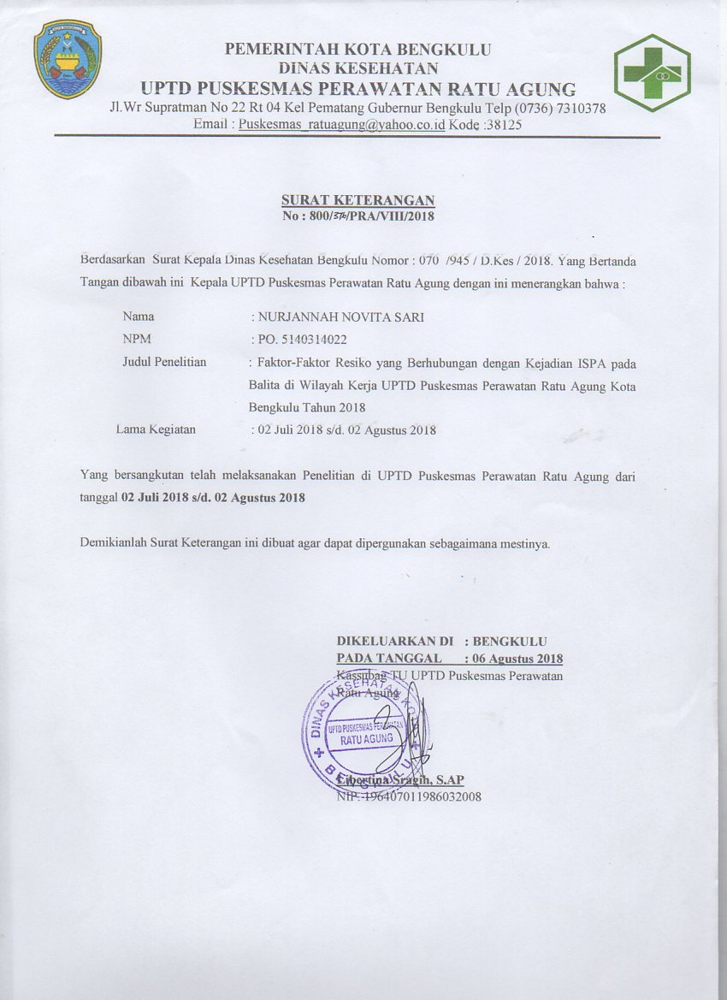 PEMERINTAH KOTA BENGKULU
DINAS KESEHATAN
UPTD PUSKESMAS PERAWATAN RATU AGUNG
Jl.Wr Supratman No 22 Rt 04 Kel Pematang Gubernur Bengkulu Telp (0736) 7310378
Email : Puskesmas_ratuagung@yahoo.co.id Kode :38125
SURAT KETERANGAN
No : 800/ /PRA/VIII/2018
Berdasarkan Surat Kepala Dinas Kesehatan Bengkulu Nomor : 070 /945 / D.Kes / 2018. Yang Bertanda
Tangan dibawah ini Kepala UPTD Puskesmas Perawatan Ratu Agung dengan ini menerangkan bahwa :
Nama : NURJANNAH NOVITA SARI
NPM : PO. 5140314022
Judul Penelitian : Faktor-Faktor Resiko yang Berhubungan dengan Kejadian ISPA pada
Balita di Wilayah Kerja UPTD Puskesmas Perawatan Ratu Agung Kota
Bengkulu Tahun 2018
Lama Kegiatan : 02 Juli 2018 s/d. 02 Agustus 2018
Yang bersangkutan telah melaksanakan Penelitian di UPTD Puskesmas Perawatan Ratu Agung dari
tanggal 02 Juli 2018 s/d. 02 Agustus 2018
Demikianlah Surat Keterangan ini dibuat agar dapat dipergunakan sebagaimana mestinya.
DIKELUARKAN DI : BENGKULU
PADA TANGGAL : 06 Agustus 2018
Kassubag TU UPTD Puskesmas Perawatan
Ratu Agung
DINAS KESEHATAN KOTA
UPTD PUSKESMAS PERAWATAN
RATU AGUNG
BENGKULU
Libertina Sragih, S.AP
NIP. 196407011986032008